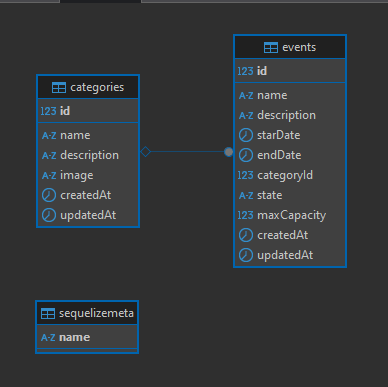 categories
123 id
A-Z name
A-Z description
A-Z image
createdAt
updatedAt
events
123 id
A-Z name
A-Z description
starDate
endDate
123 categoryId
A-Z state
123 maxCapacity
createdAt
updatedAt
sequelizemeta
A-Z name